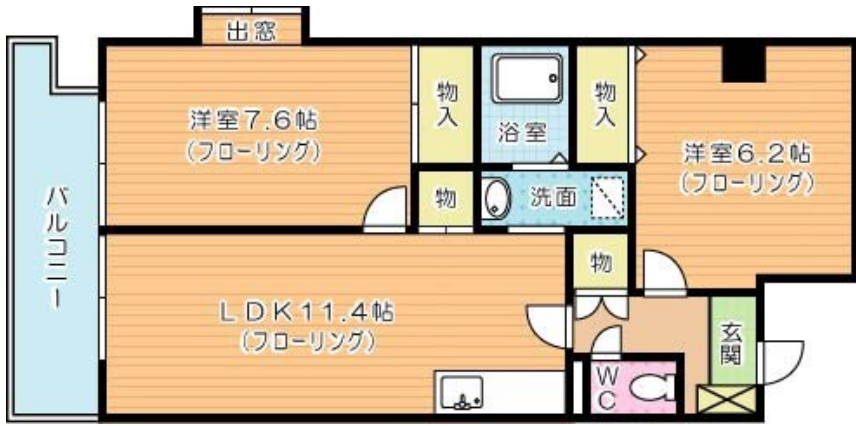 出窓
洋室7.6帖
(フローリング)
物入
浴室
物入
洋室6.2帖
(フローリング)
バルコニー
物
洗面
物
LDK11.4帖
(フローリング)
玄関
WC